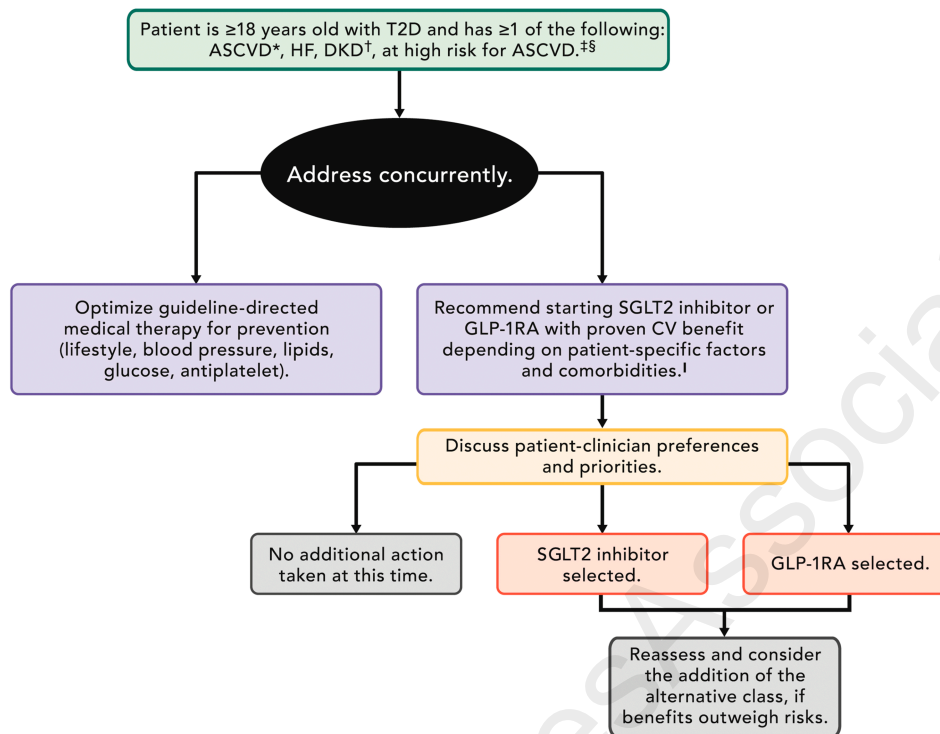 Patient is ≥18 years old with T2D and has ≥1 of the following:
ASCVD*, HF, DKD†, at high risk for ASCVD.‡§
Address concurrently.
Optimize guideline-directed
medical therapy for prevention
(lifestyle, blood pressure, lipids,
glucose, antiplatelet).
Recommend starting SGLT2 inhibitor or
GLP-1RA with proven CV benefit
depending on patient-specific factors
and comorbidities.ǀ
Discuss patient-clinician preferences
and priorities.
No additional action
taken at this time.
SGLT2 inhibitor
selected.
GLP-1RA selected.
Reassess and consider
the addition of the
alternative class, if
benefits outweigh risks.
esAssocia